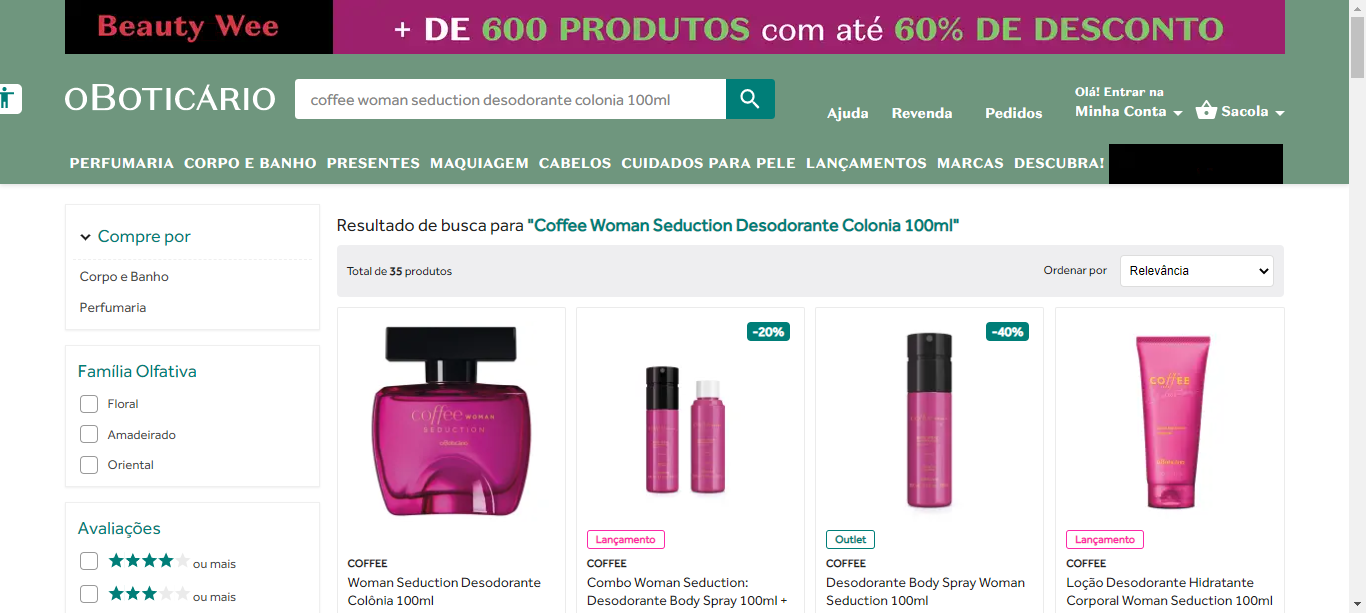 Beauty Wee
+ DE 600 PRODUTOS com até 60% DE DESCONTO
oBOTICÁRIO
coffee woman seduction desodorante colonia 100ml
Ajuda
Revenda
Pedidos
Olá! Entrar na
Minha Conta
Sacola
PERFUMARIA CORPO E BANHO PRESENTES MAQUIAGEM CABELOS CUIDADOS PARA PELE LANÇAMENTOS MARCAS DESCUBRA!
Compre por
Corpo e Banho
Perfumaria
Família Olfativa
Floral
Amadeirado
Oriental
Avaliações
ou mais
ou mais
Resultado de busca para "Coffee Woman Seduction Desodorante Colonia 100ml"
Total de 35 produtos
Ordenar por
Relevância
coffee WOMAN
SEDUCTION
oBoticário
COFFEE
Woman Seduction Desodorante
Colônia 100ml
-20%
Lançamento
COFFEE
Combo Woman Seduction:
Desodorante Body Spray 100ml +
-40%
Outlet
COFFEE
Desodorante Body Spray Woman
Seduction 100ml
COFFEE
Lançamento
COFFEE
Loção Desodorante Hidratante
Corporal Woman Seduction 100ml